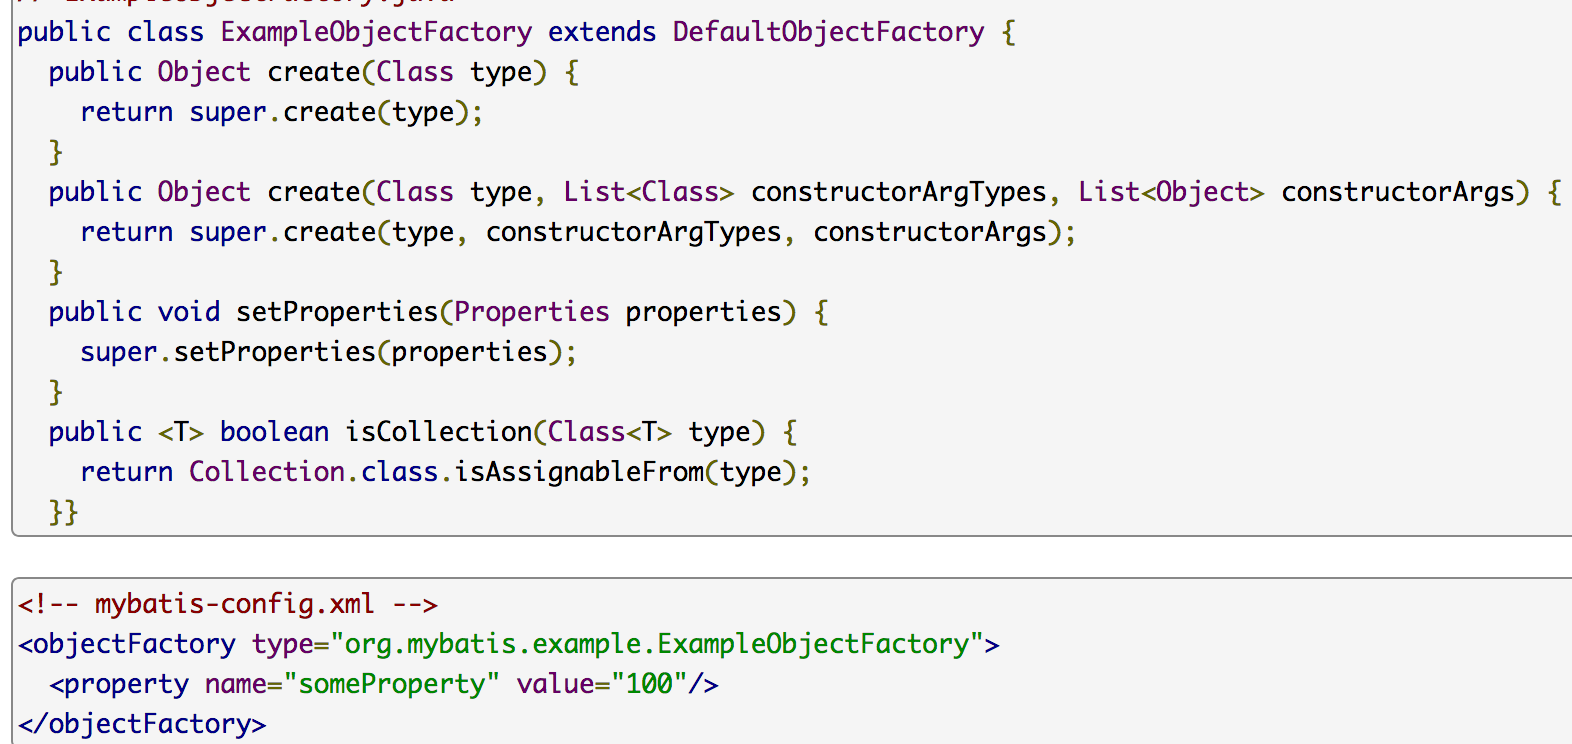 // ExampleObjectFactory.java
public class ExampleObjectFactory extends DefaultObjectFactory {
  public Object create(Class type) {
    return super.create(type);
  }
  public Object create(Class type, List<Class> constructorArgTypes, List<Object> constructorArgs) {
    return super.create(type, constructorArgTypes, constructorArgs);
  }
  public void setProperties(Properties properties) {
    super.setProperties(properties);
  }
  public <T> boolean isCollection(Class<T> type) {
    return Collection.class.isAssignableFrom(type);
  }}
<!-- mybatis-config.xml -->
<objectFactory type="org.mybatis.example.ExampleObjectFactory">
  <property name="someProperty" value="100"/>
</objectFactory>